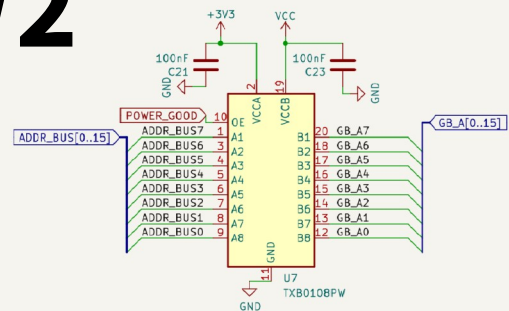 V2
+3V3
VCC
100nF
C21
GND
100nF
C23
GND
2
19
VCCA
VCCB
POWER_GOOD
10
OE
ADDR_BUS[0..15]
GB_A[0..15]
ADDR_BUS7 1 A1 B1 20 GB_A7
ADDR_BUS6 3 A2 B2 18 GB_A6
ADDR_BUS5 4 A3 B3 17 GB_A5
ADDR_BUS4 5 A4 B4 16 GB_A4
ADDR_BUS3 6 A5 B5 15 GB_A3
ADDR_BUS2 7 A6 B6 14 GB_A2
ADDR_BUS1 8 A7 B7 13 GB_A1
ADDR_BUS0 9 A8 B8 12 GB_A0
GND
11
U7
TXB0108PW
GND